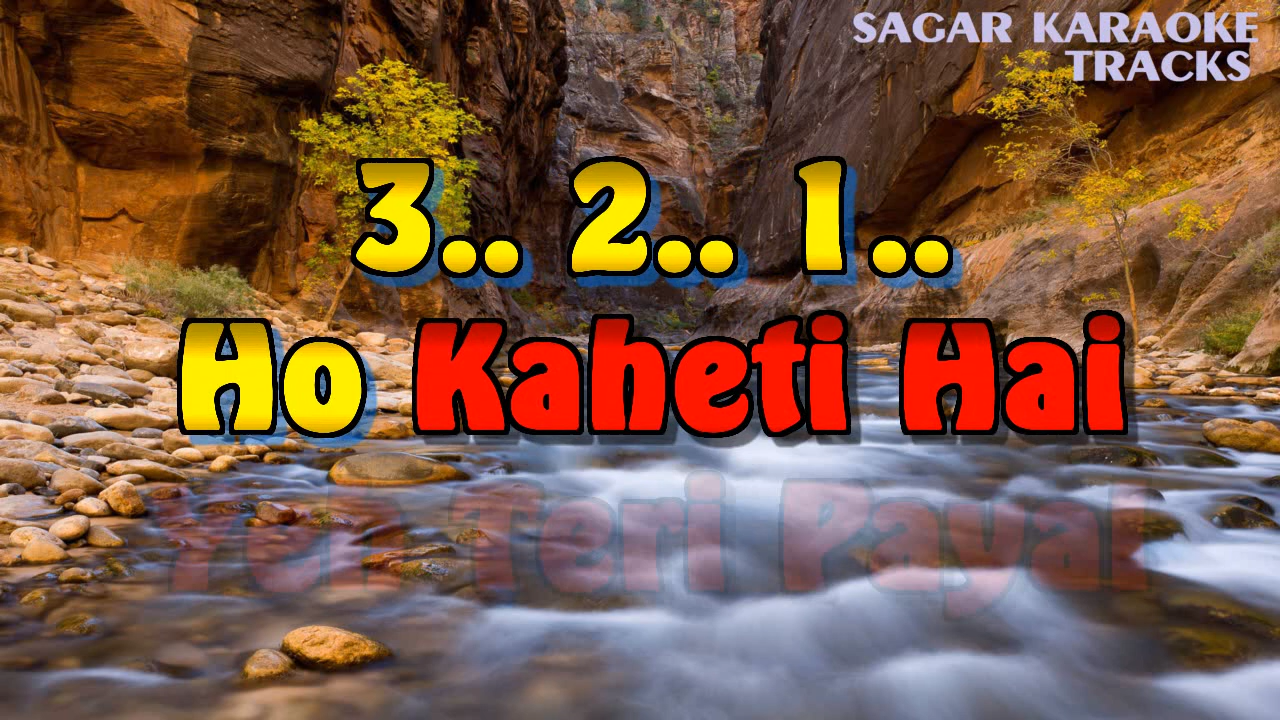 SAGAR KARAOKE
TRACKS
3.. 2.. 1..
Ho Kaheti Hai
Yeh Teri Payal